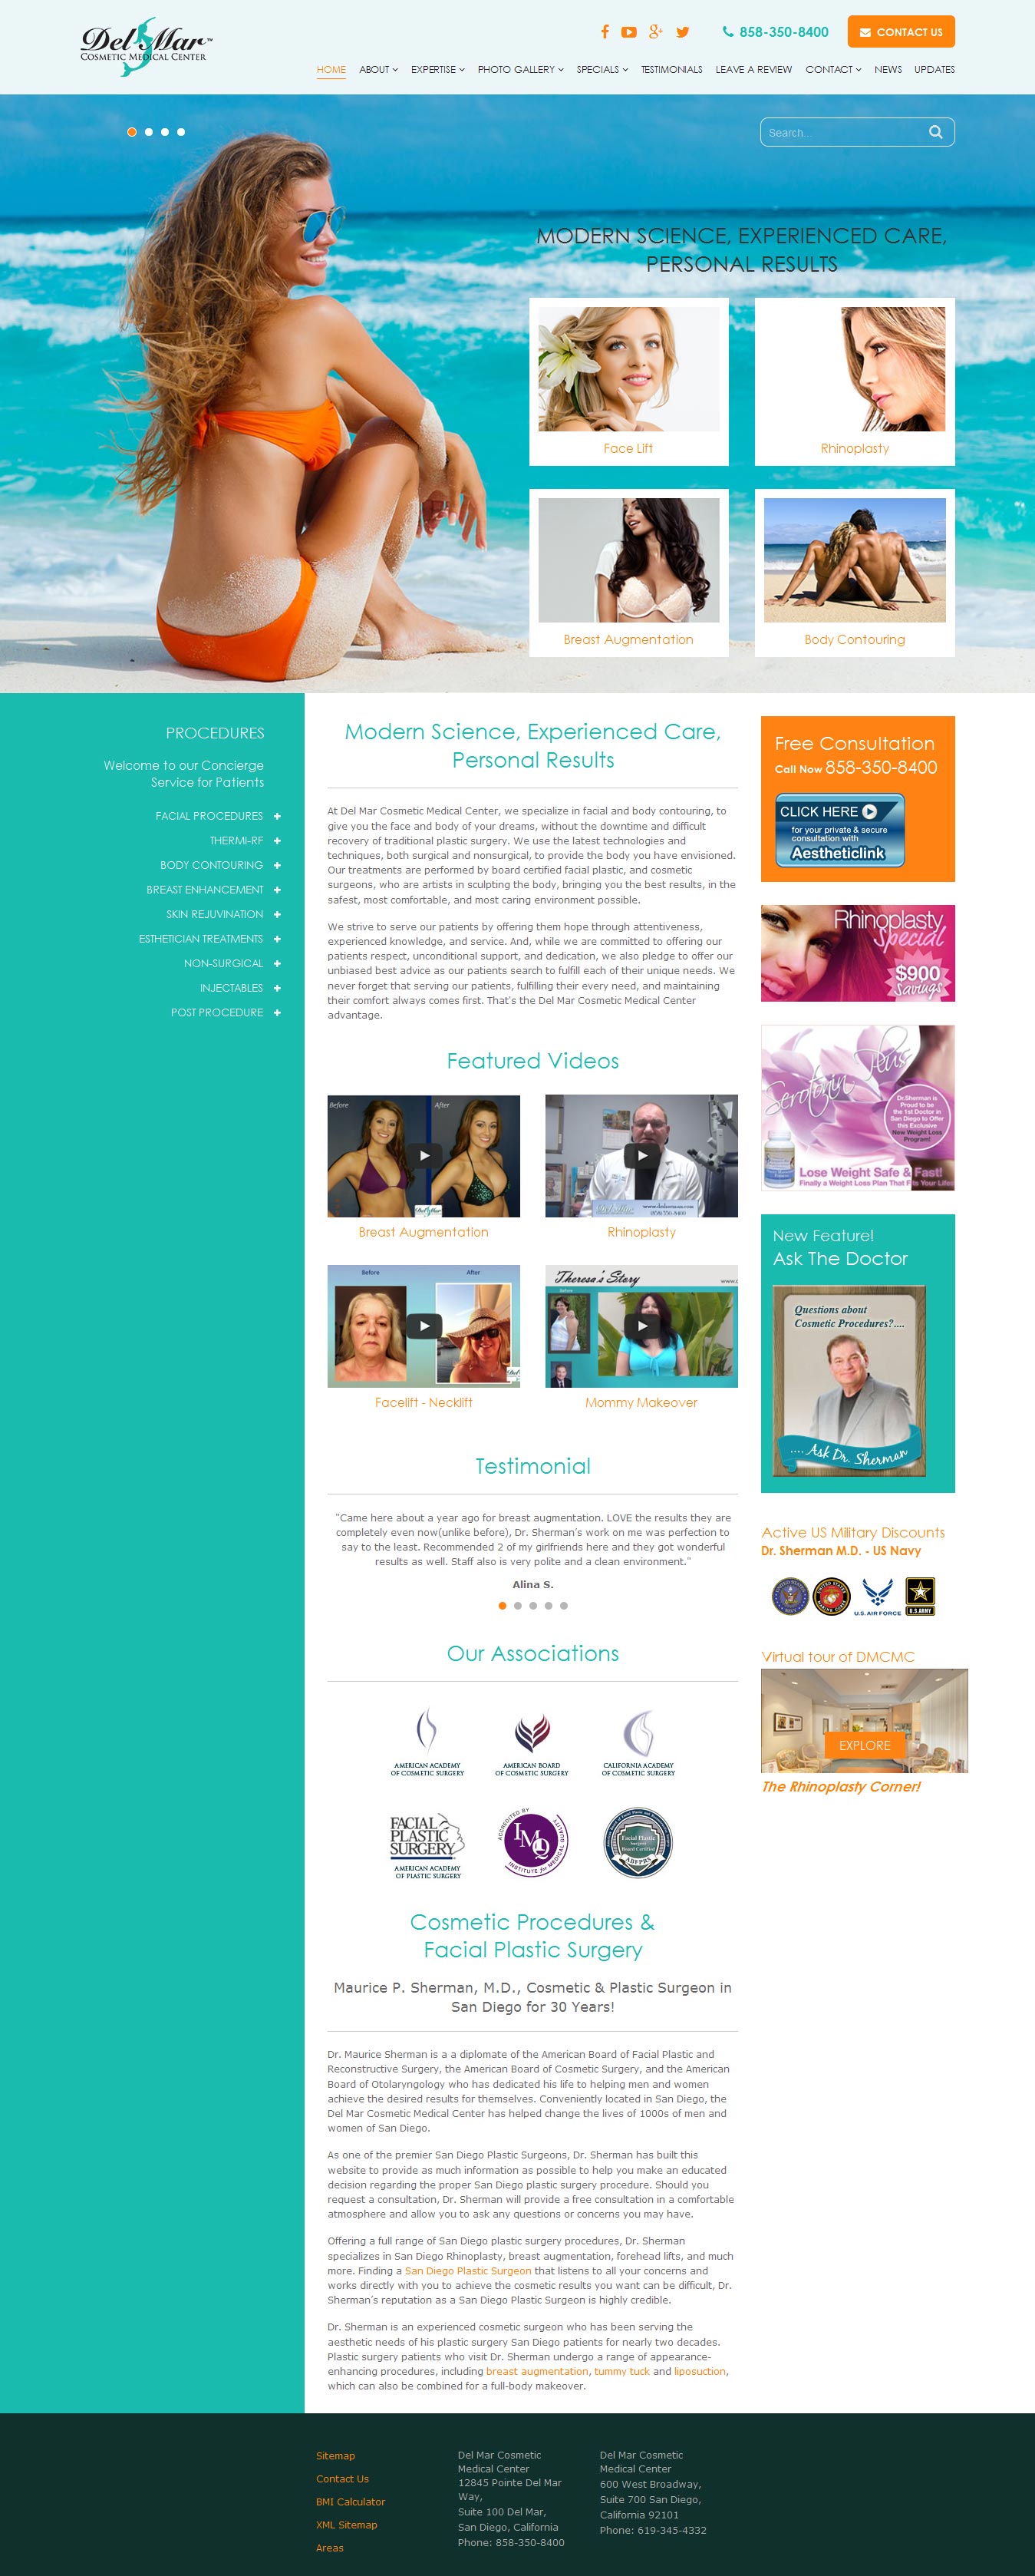 Del Mar™
COSMETIC MEDICAL CENTER
858-350-8400
CONTACT US
HOME ABOUT EXPERTISE PHOTO GALLERY SPECIALS TESTIMONIALS LEAVE A REVIEW CONTACT NEWS UPDATES
Search...
MODERN SCIENCE, EXPERIENCED CARE,
PERSONAL RESULTS
Face Lift
Rhinoplasty
Breast Augmentation
Body Contouring
PROCEDURES
Welcome to our Concierge
Service for Patients
FACIAL PROCEDURES
THERMI-RF
BODY CONTOURING
BREAST ENHANCEMENT
SKIN REJUVINATION
ESTHETICIAN TREATMENTS
NON-SURGICAL
INJECTABLES
POST PROCEDURE
Modern Science, Experienced Care,
Personal Results
At Del Mar Cosmetic Medical Center, we specialize in facial and body contouring, to
give you the face and body of your dreams, without the downtime and difficult
recovery of traditional plastic surgery. We use the latest technologies and
techniques, both surgical and nonsurgical, to provide the body you have envisioned.
Our treatments are performed by board certified facial plastic, and cosmetic
surgeons, who are artists in sculpting the body, bringing you the best results, in the
safest, most comfortable, and most caring environment possible.
We strive to serve our patients by offering them hope through attentiveness,
experienced knowledge, and service. And, while we are committed to offering our
patients respect, unconditional support, and dedication, we also pledge to offer our
unbiased best advice as our patients search to fulfill each of their unique needs. We
never forget that serving our patients, fulfilling their every need, and maintaining
their comfort always comes first. That's the Del Mar Cosmetic Medical Center
advantage.
Featured Videos
Before After
Breast Augmentation
www.drsherman.com
(858) 350-8400
Rhinoplasty
Before After
Facelift - Necklift
Theresa's Story
Before
Mommy Makeover
Testimonial
"Came here about a year ago for breast augmentation. LOVE the results they are
completely even now(unlike before), Dr. Sherman's work on me was perfection to
say to the least. Recommended 2 of my girlfriends here and they got wonderful
results as well. Staff also is very polite and a clean environment."
Alina S.
Our Associations
AMERICAN ACADEMY
OF COSMETIC SURGERY
AMERICAN BOARD
OF COSMETIC SURGERY
CALIFORNIA ACADEMY
OF COSMETIC SURGERY
FACIAL
PLASTIC
SURGERY
AMERICAN ACADEMY
OF PLASTIC SURGERY
ACCREDITED BY
IMQ
INSTITUTE for MEDICAL QUALITY
Facial Plastic
Surgeon
Board Certified
ABFPRS
Cosmetic Procedures &
Facial Plastic Surgery
Maurice P. Sherman, M.D., Cosmetic & Plastic Surgeon in
San Diego for 30 Years!
Dr. Maurice Sherman is a a diplomate of the American Board of Facial Plastic and
Reconstructive Surgery, the American Board of Cosmetic Surgery, and the American
Board of Otolaryngology who has dedicated his life to helping men and women
achieve the desired results for themselves. Conveniently located in San Diego, the
Del Mar Cosmetic Medical Center has helped change the lives of 1000s of men and
women of San Diego.
As one of the premier San Diego Plastic Surgeons, Dr. Sherman has built this
website to provide as much information as possible to help you make an educated
decision regarding the proper San Diego plastic surgery procedure. Should you
request a consultation, Dr. Sherman will provide a free consultation in a comfortable
atmosphere and allow you to ask any questions or concerns you may have.
Offering a full range of San Diego plastic surgery procedures, Dr. Sherman
specializes in San Diego Rhinoplasty, breast augmentation, forehead lifts, and much
more. Finding a San Diego Plastic Surgeon that listens to all your concerns and
works directly with you to achieve the cosmetic results you want can be difficult, Dr.
Sherman's reputation as a San Diego Plastic Surgeon is highly credible.
Dr. Sherman is an experienced cosmetic surgeon who has been serving the
aesthetic needs of his plastic surgery San Diego patients for nearly two decades.
Plastic surgery patients who visit Dr. Sherman undergo a range of appearance-
enhancing procedures, including breast augmentation, tummy tuck and liposuction,
which can also be combined for a full-body makeover.
Free Consultation
Call Now 858-350-8400
CLICK HERE
for your private & secure
consultation with
Aestheticlink
Rhinoplasty
Special
$900
Savings
Serotonin Plus
Dr.Sherman is
Proud to be
the 1st Doctor in
San Diego to Offer
this Exclusive
New Weight Loss
Program!
Lose Weight Safe & Fast!
Finally a Weight Loss Plan That Fits Your Lifes
New Feature!
Ask The Doctor
Questions about
Cosmetic Procedures?....
.... Ask Dr. Sherman
Active US Military Discounts
Dr. Sherman M.D. - US Navy
U.S. AIR FORCE
U.S.ARMY
Virtual tour of DMCMC
EXPLORE
The Rhinoplasty Corner!
Sitemap
Contact Us
BMI Calculator
XML Sitemap
Areas
Del Mar Cosmetic
Medical Center
12845 Pointe Del Mar
Way,
Suite 100 Del Mar,
San Diego, California
Phone: 858-350-8400
Del Mar Cosmetic
Medical Center
600 West Broadway,
Suite 700 San Diego,
California 92101
Phone: 619-345-4332